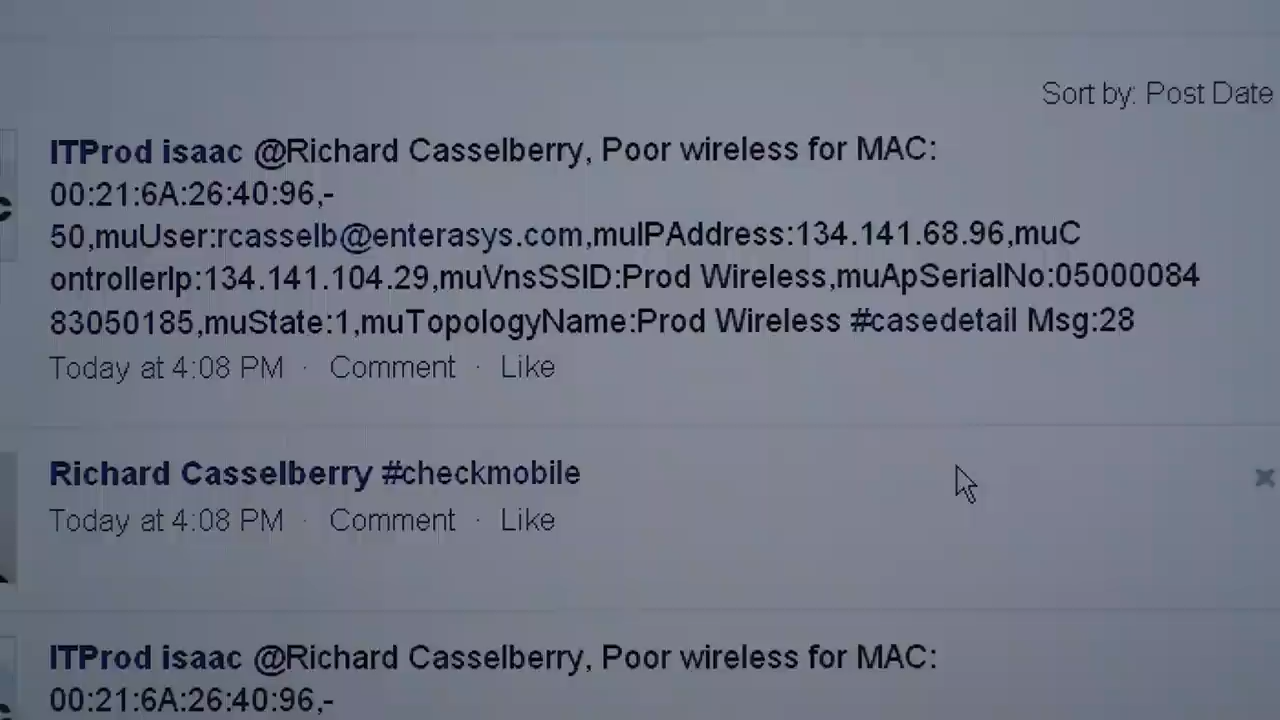 Sort by: Post Date
ITProd isaac @Richard Casselberry, Poor wireless for MAC:
00:21:6A:26:40:96,-
50,muUser:rcasselb@enterasys.com,muIPAddress:134.141.68.96,muC
ontrollerIp:134.141.104.29,muVnsSSID:Prod Wireless,muApSerialNo:05000084
83050185,muState:1,muTopologyName:Prod Wireless #casedetail Msg:28
Today at 4:08 PM · Comment · Like
Richard Casselberry #checkmobile
Today at 4:08 PM · Comment · Like
ITProd isaac @Richard Casselberry, Poor wireless for MAC:
00:21:6A:26:40:96,-